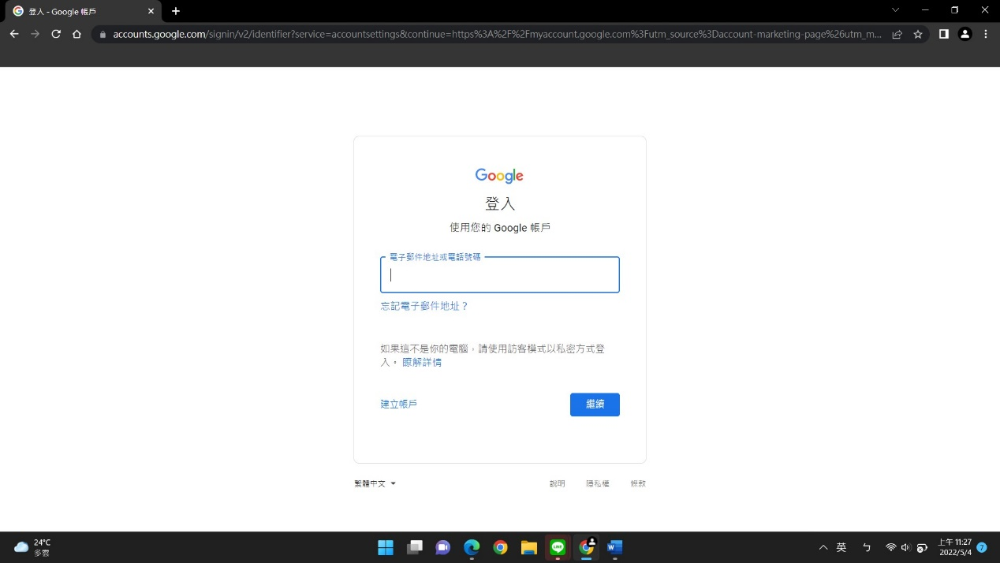 登入 - Google 帳戶
accounts.google.com/signin/v2/identifier?service=accountsettings&continue=https%3A%2F%2Fmyaccount.google.com%3Futm_source%3Daccount-marketing-page%26utm_m...
Google
登入
使用您的 Google 帳戶
電子郵件地址或電話號碼
忘記電子郵件地址？
如果這不是你的電腦，請使用訪客模式以私密方式登
入。 瞭解詳情
建立帳戶
繼續
繁體中文
說明
隱私權
條款
24°C
多雲
LINE
W
英
ㄅ
上午 11:27
2022/5/4
7